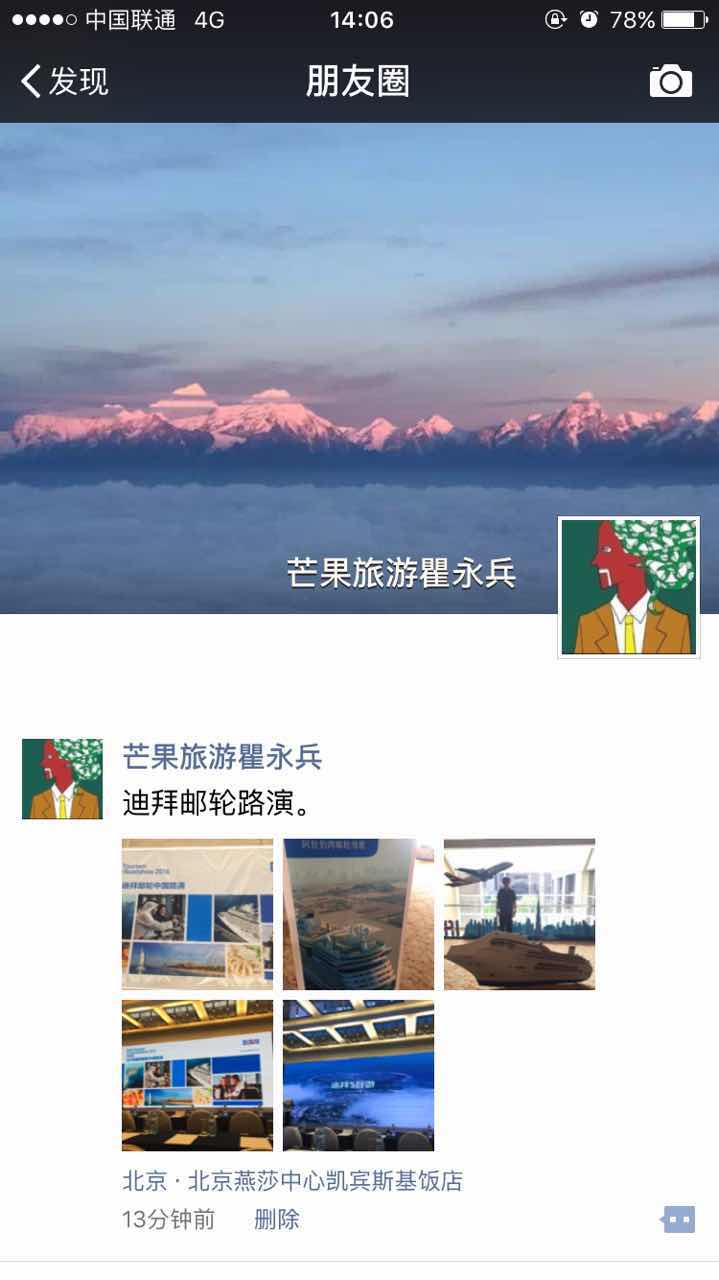 中国联通 4G 14:06 78%
发现 朋友圈
芒果旅游瞿永兵
芒果旅游瞿永兵
迪拜邮轮路演。
Tourism
Roadshow 2016
迪拜邮轮中国路演
北京 · 北京燕莎中心凯宾斯基饭店
13分钟前 删除